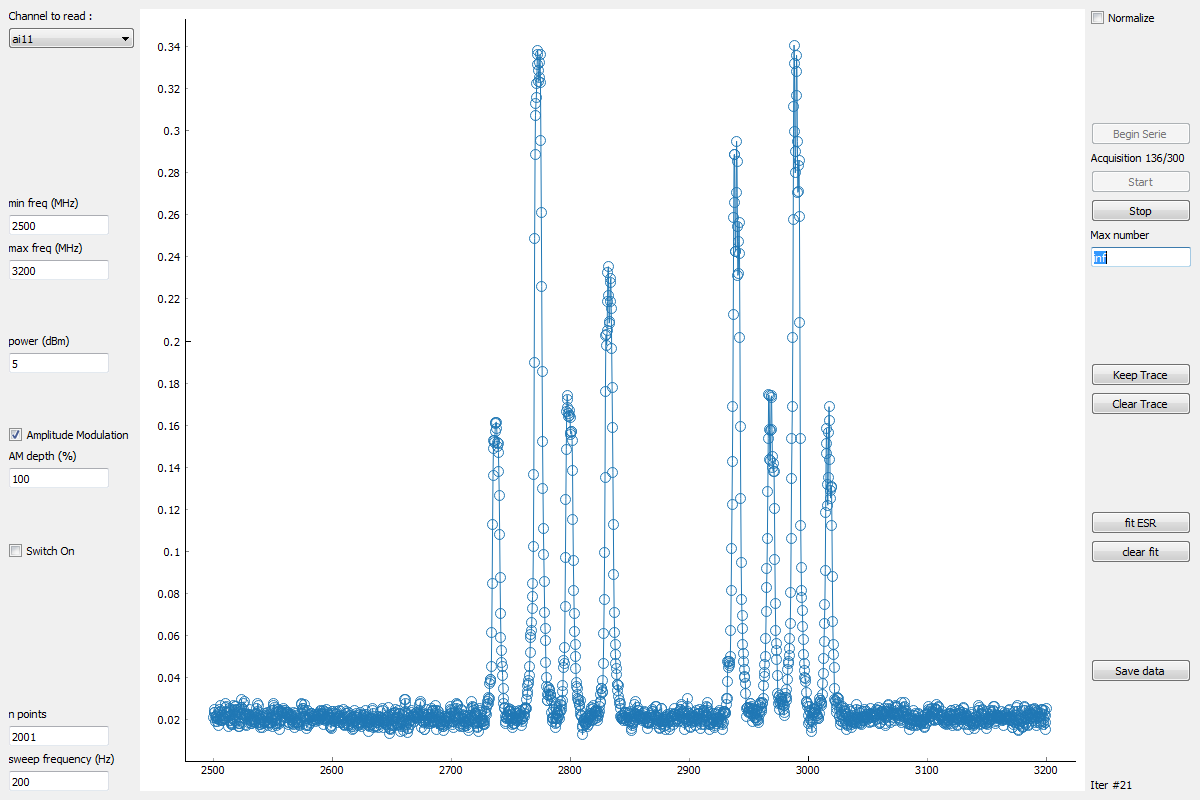 Channel to read :
ai11
min freq (MHz)
2500
max freq (MHz)
3200
power (dBm)
5
Amplitude Modulation
AM depth (%)
100
Switch On
n points
2001
sweep frequency (Hz)
200
0.34
0.32
0.3
0.28
0.26
0.24
0.22
0.2
0.18
0.16
0.14
0.12
0.1
0.08
0.06
0.04
0.02
2500 2600 2700 2800 2900 3000 3100 3200
Normalize
Begin Serie
Acquisition 136/300
Start
Stop
Max number
inf
Keep Trace
Clear Trace
fit ESR
clear fit
Save data
Iter #21